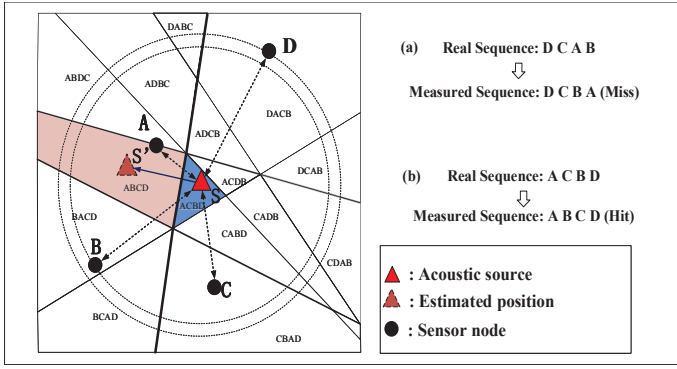 DABC
D
ABDC
ADBC
DACB
A
ADCB
S'
DCAB
ABCD
ACDB
S
ACBD
BACD
CADB
CABD
B
CDAB
C
BCAD
CBAD
(a) Real Sequence: D C A B
Measured Sequence: D C B A (Miss)
(b) Real Sequence: A C B D
Measured Sequence: A B C D (Hit)
: Acoustic source
: Estimated position
: Sensor node